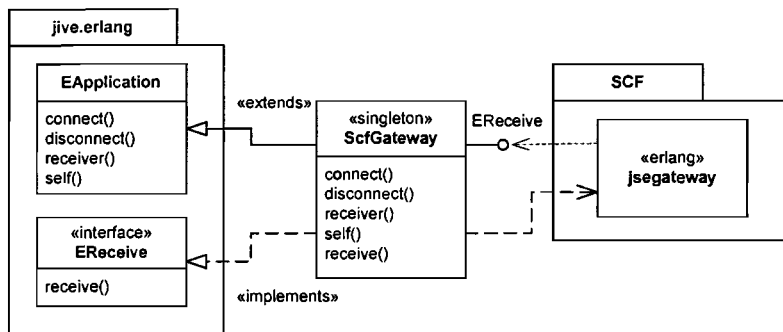 jive.erlang
EApplication
connect()
disconnect()
receiver()
self()
«interface»
EReceive
receive()
«extends»
«implements»
«singleton»
ScfGateway
connect()
disconnect()
receiver()
self()
receive()
EReceive
SCF
«erlang»
jsegateway